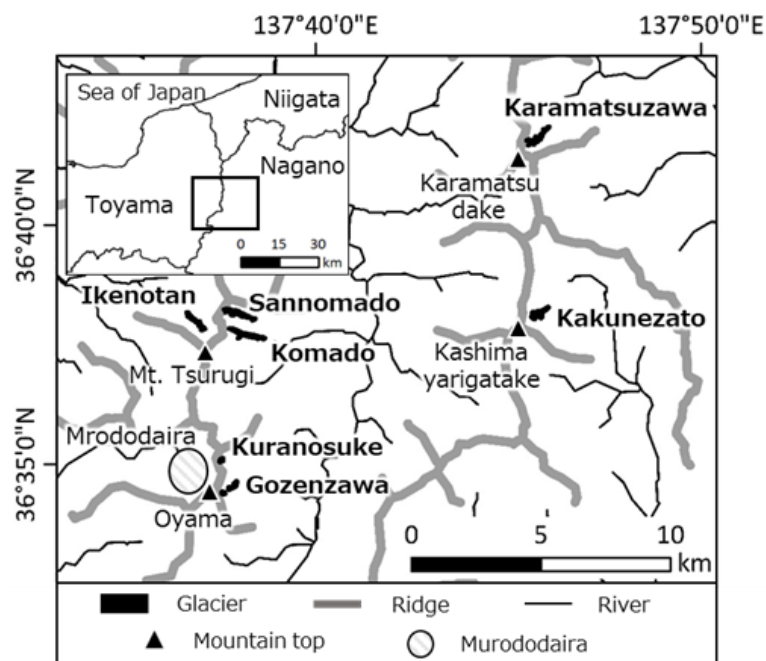 137°40'0"E
137°50'0"E
Sea of Japan
Niigata
Karamatsuzawa
Nagano
Karamatsu
dake
Toyama
36°40'0"N
0 15 30
km
Ikenotan
Sannomado
Kakunezato
Komado
Kashima
yarigatake
Mt. Tsurugi
Mrododaira
Kuranosuke
36°35'0"N
Gozenzawa
Oyama
0 5 10
km
Glacier
Ridge
River
Mountain top
Murododaira